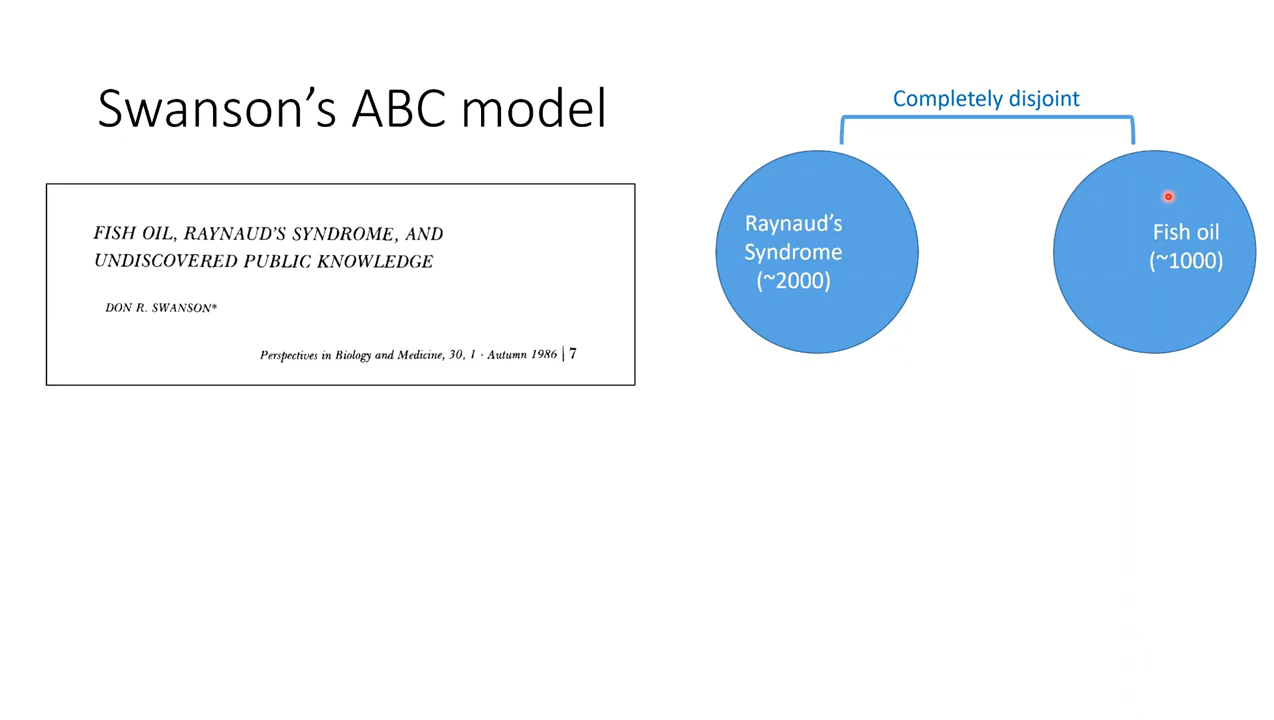 Swanson’s ABC model
FISH OIL, RAYNAUD’S SYNDROME, AND
UNDISCOVERED PUBLIC KNOWLEDGE
DON R. SWANSON*
Perspectives in Biology and Medicine, 30, 1 · Autumn 1986 | 7
Completely disjoint
Raynaud’s
Syndrome
(~2000)
Fish oil
(~1000)